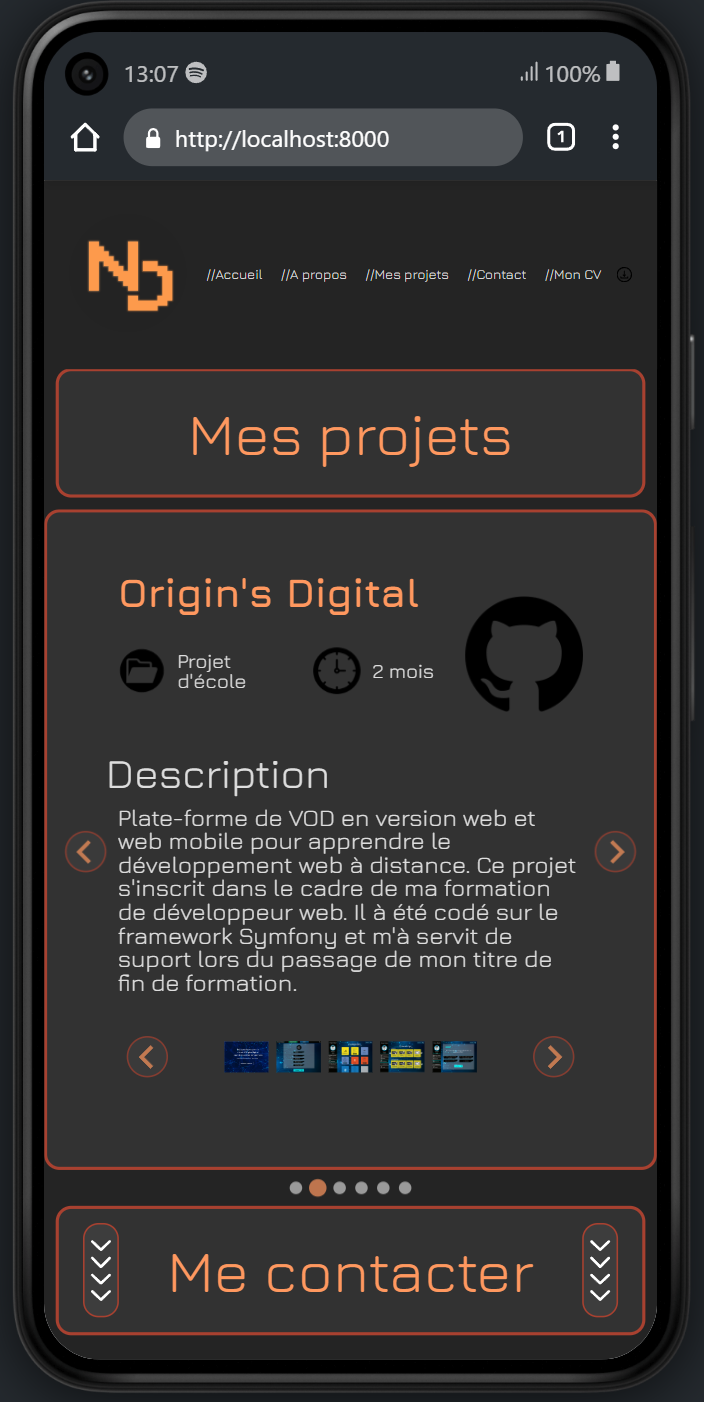 13:07
100%
http://localhost:8000
1
ND
//Accueil //A propos //Mes projets //Contact //Mon CV
Mes projets
Origin's Digital
Projet
d'école
2 mois
Description
Plate-forme de VOD en version web et
web mobile pour apprendre le
développement web à distance. Ce projet
s'inscrit dans le cadre de ma formation
de développeur web. Il à été codé sur le
framework Symfony et m'à servit de
suport lors du passage de mon titre de
fin de formation.
Me contacter